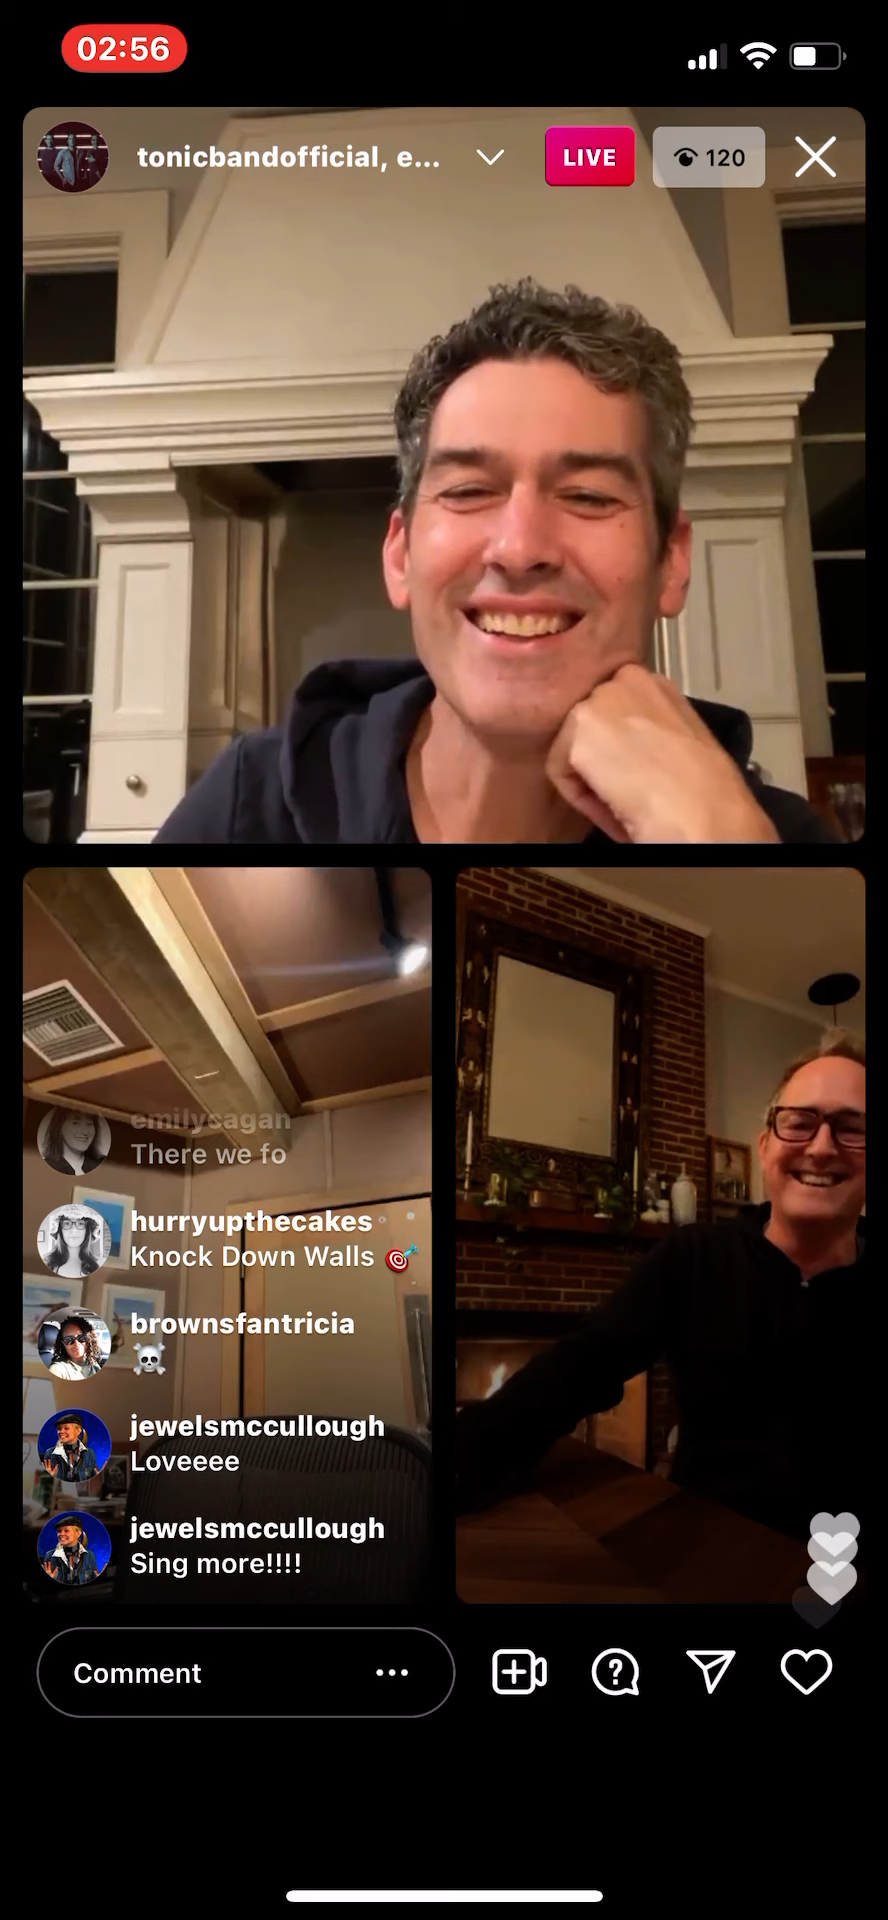 02:56
tonicbandofficial, e...
LIVE
120
emilycagan
There we fo
hurryupthecakes
Knock Down Walls 🎯
brownsfantricia
☠️
jewelsmccullough
Loveeee
jewelsmccullough
Sing more!!!!
Comment